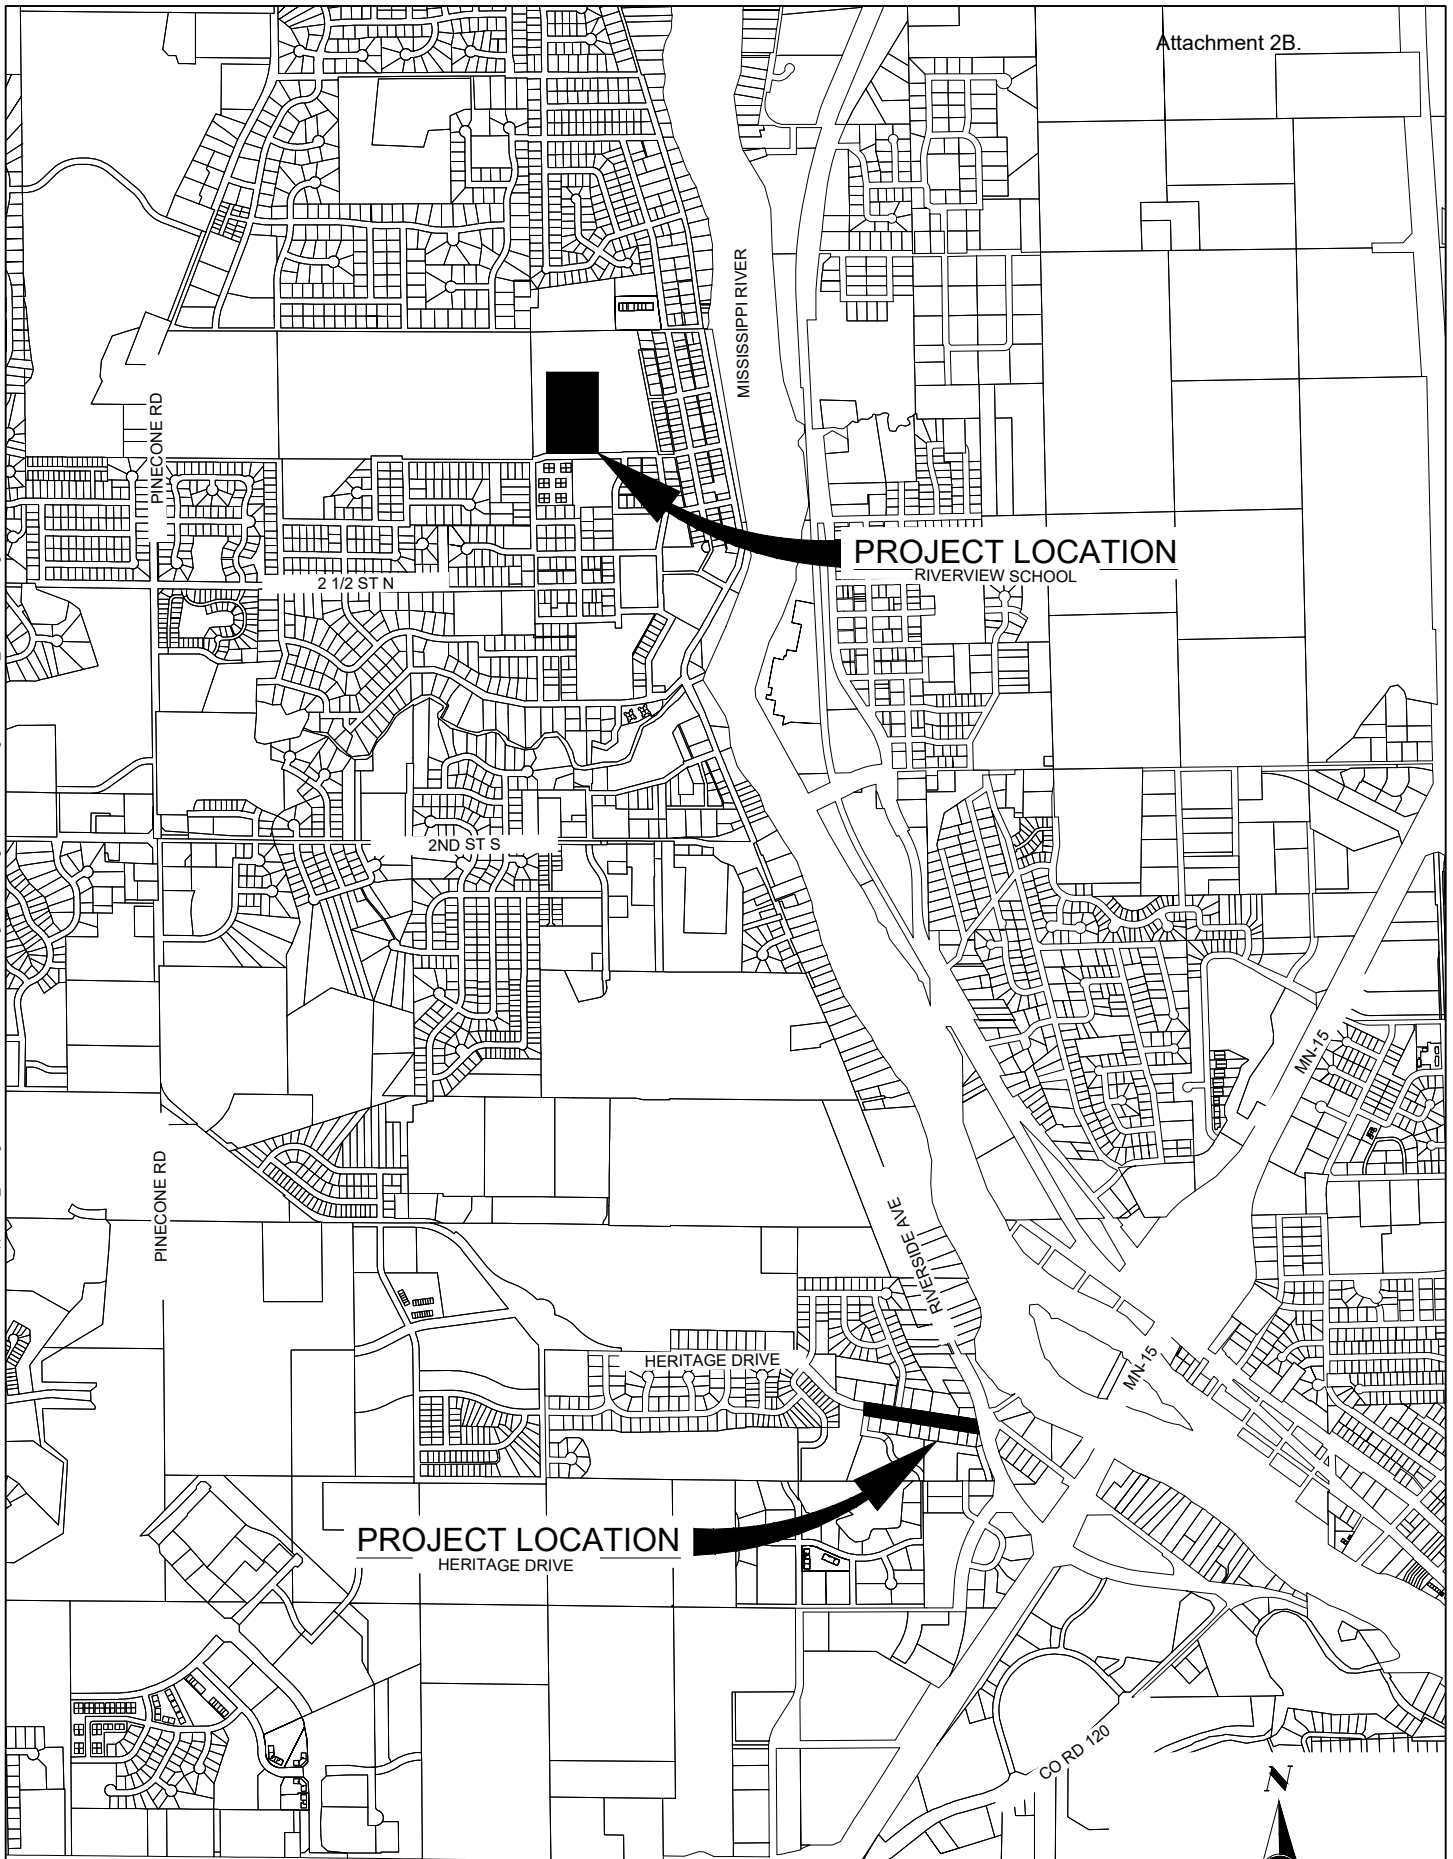 Attachment 2B.
MISSISSIPPI RIVER
PINECONE RD
PROJECT LOCATION
RIVERVIEW SCHOOL
2 1/2 ST N
2ND ST S
MN-15
PINECONE RD
RIVERSIDE AVE
HERITAGE DRIVE
MN-15
PROJECT LOCATION
HERITAGE DRIVE
CO RD 120
N